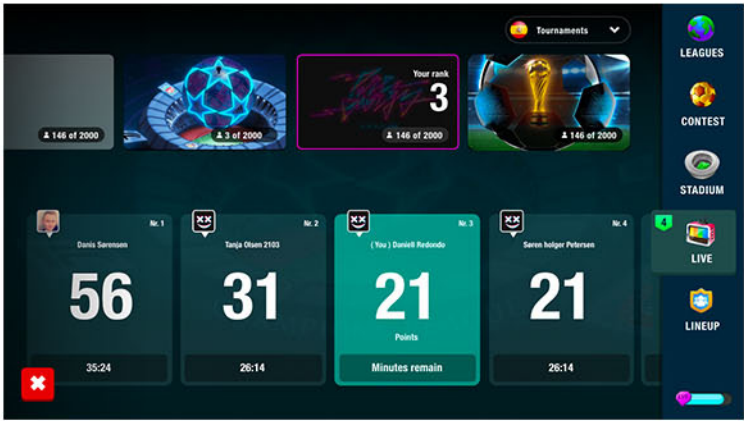 Tournaments
146 of 2000
3 of 2000
Your rank
3
146 of 2000
146 of 2000
LEAGUES
CONTEST
STADIUM
4
LIVE
LINEUP
Nr. 1
Danis Sørensen
56
35:24
Nr. 2
Tanja Olsen 2103
31
26:14
Nr. 3
( You ) Daniell Redondo
21
Points
Minutes remain
Nr. 4
Søren holger Petersen
21
26:14